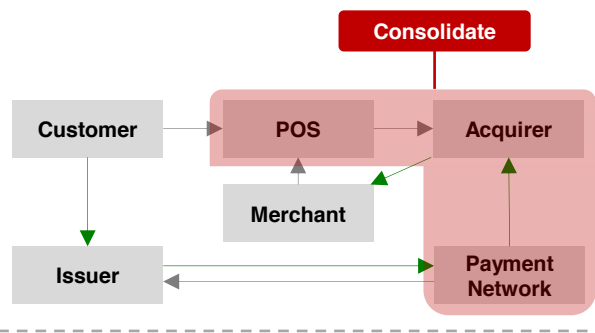 Consolidate
Customer
POS
Acquirer
Merchant
Issuer
Payment
Network